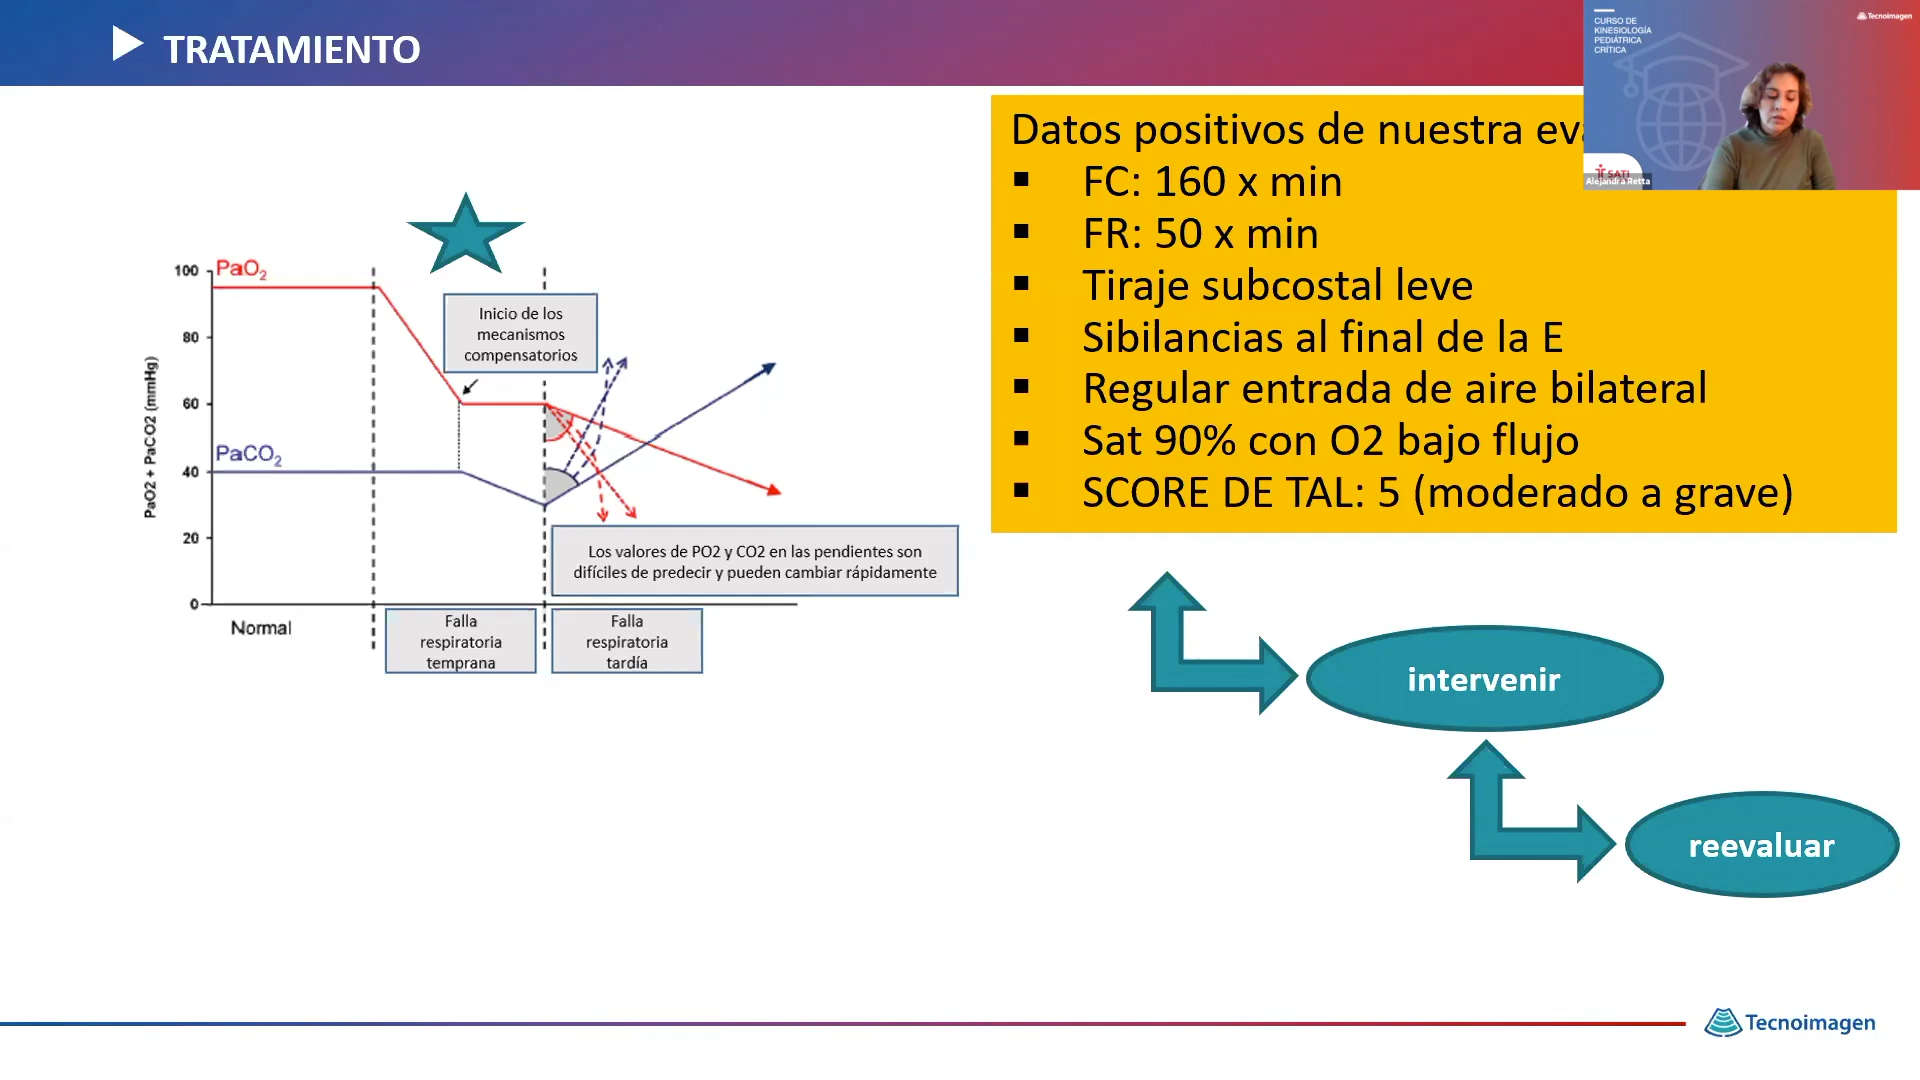 TRATAMIENTO
CURSO DE
KINESIOLOGÍA
PEDIÁTRICA
CRÍTICA
Tecnoimagen
SATI
Alejandra Retta
Datos positivos de nuestra
▪ FC: 160 x min
▪ FR: 50 x min
▪ Tiraje subcostal leve
▪ Sibilancias al final de la E
▪ Regular entrada de aire bilateral
▪ Sat 90% con O2 bajo flujo
▪ SCORE DE TAL: 5 (moderado a grave)
PaO2 + PaCO2 (mmHg)
100
80
60
40
20
0
PaO2
PaCO2
Inicio de los
mecanismos
compensatorios
Los valores de PO2 y CO2 en las pendientes son
difíciles de predecir y pueden cambiar rápidamente
Normal
Falla
respiratoria
temprana
Falla
respiratoria
tardía
intervenir
reevaluar
Tecnoimagen